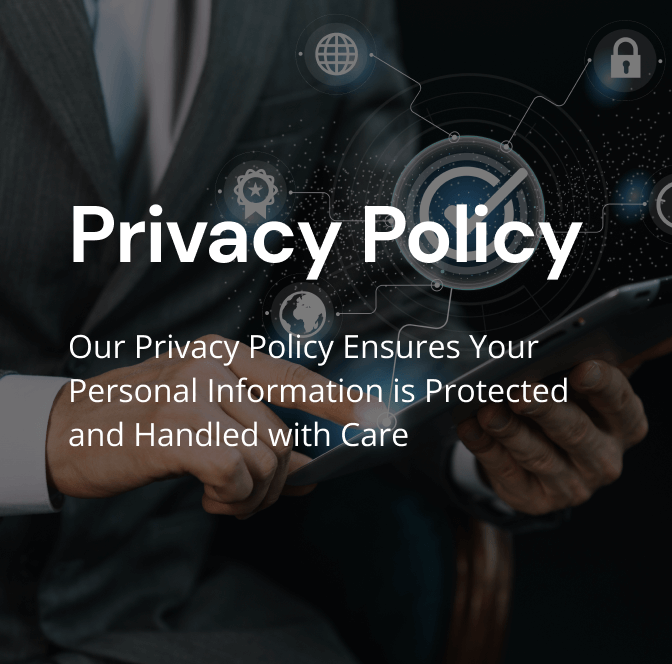 Privacy Policy
Our Privacy Policy Ensures Your
Personal Information is Protected
and Handled with Care